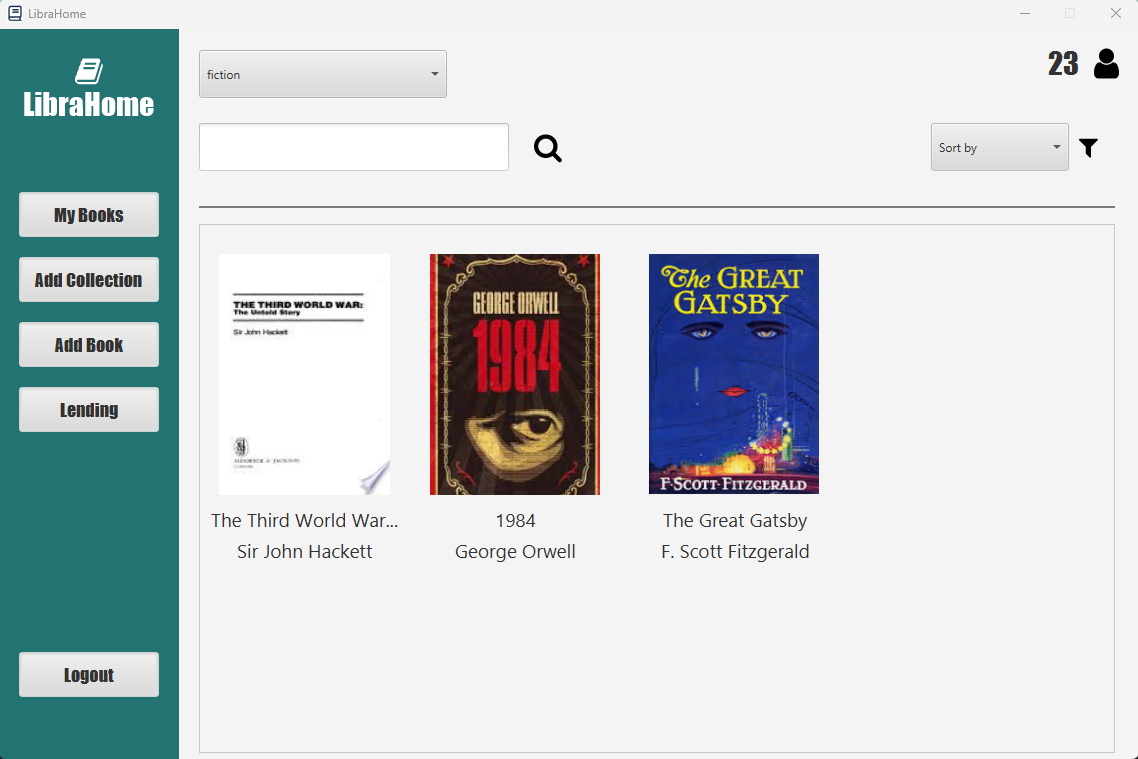 LibraHome
LibraHome
My Books
Add Collection
Add Book
Lending
Logout
fiction
23
Sort by
THE THIRD WORLD WAR:
The Untold Story
Sir John Hackett
SIDGWICK & JACKSON
LONDON
The Third World War...
Sir John Hackett
GEORGE ORWELL
1984
1984
George Orwell
The GREAT
GATSBY
F·SCOTT·FITZGERALD
The Great Gatsby
F. Scott Fitzgerald